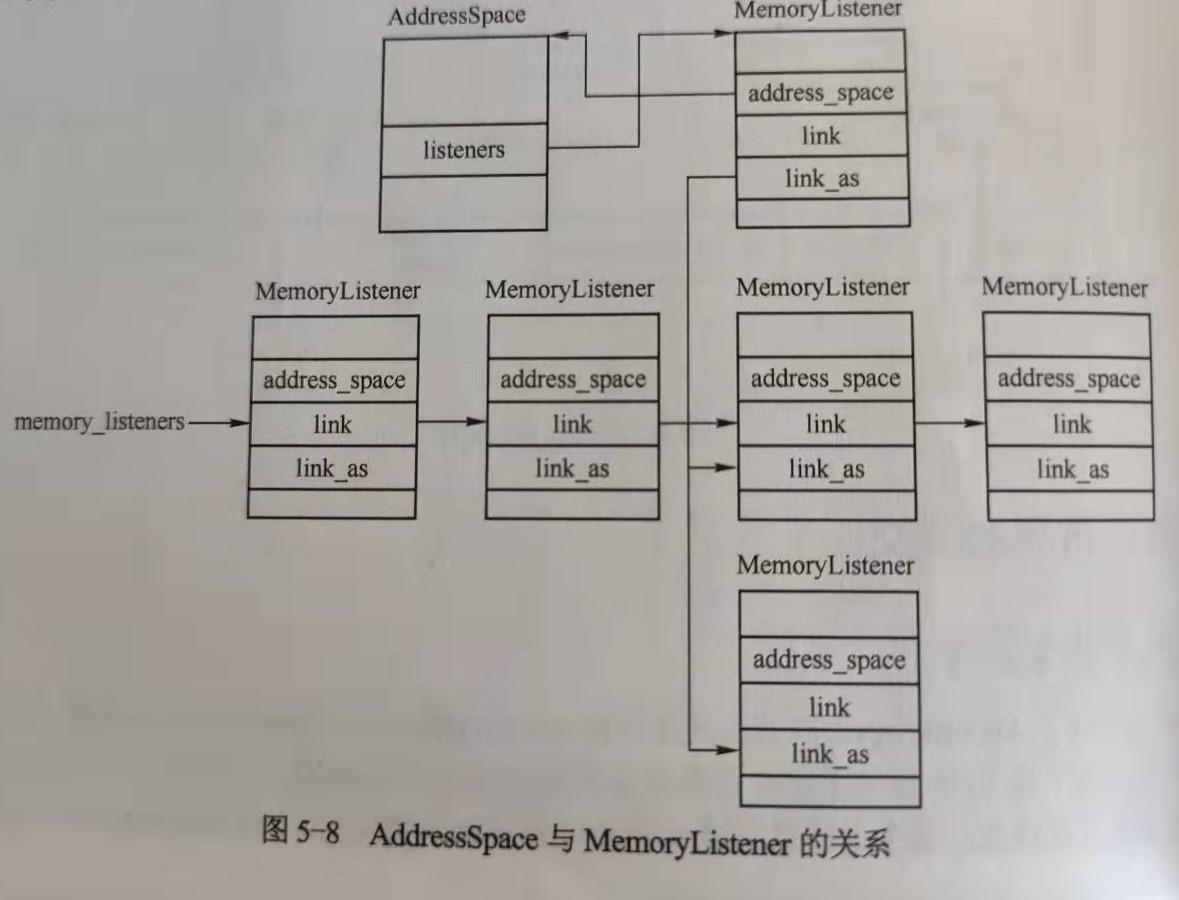 AddressSpace
MemoryListener
listeners
address_space
link
link_as
MemoryListener
MemoryListener
MemoryListener
MemoryListener
address_space
address_space
address_space
address_space
memory_listeners
link
link
link
link
link_as
link_as
link_as
link_as
MemoryListener
address_space
link
link_as
图 5-8 AddressSpace 与 MemoryListener 的关系